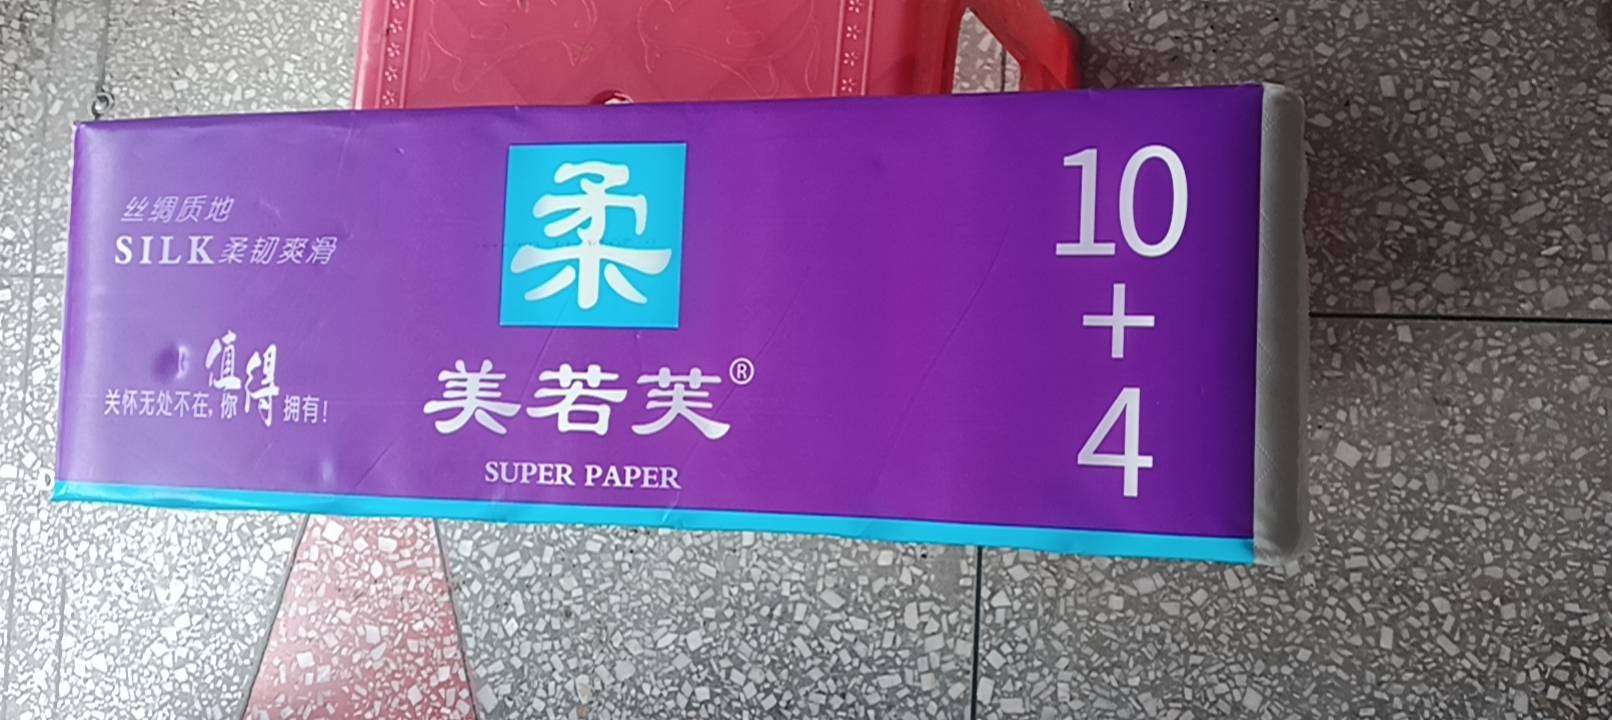 丝绸质地
SILK柔韧爽滑
关怀无处不在,你值得拥有!
柔
美若芙®
SUPER PAPER
10
+
4